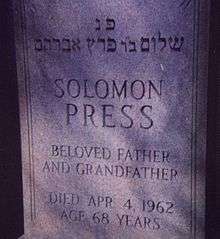 פ נ
שלום ב״ר פרץ אברהם
SOLOMON
PRESS
BELOVED FATHER
AND GRANDFATHER
DIED APR. 4, 1962
AGE 68 YEARS